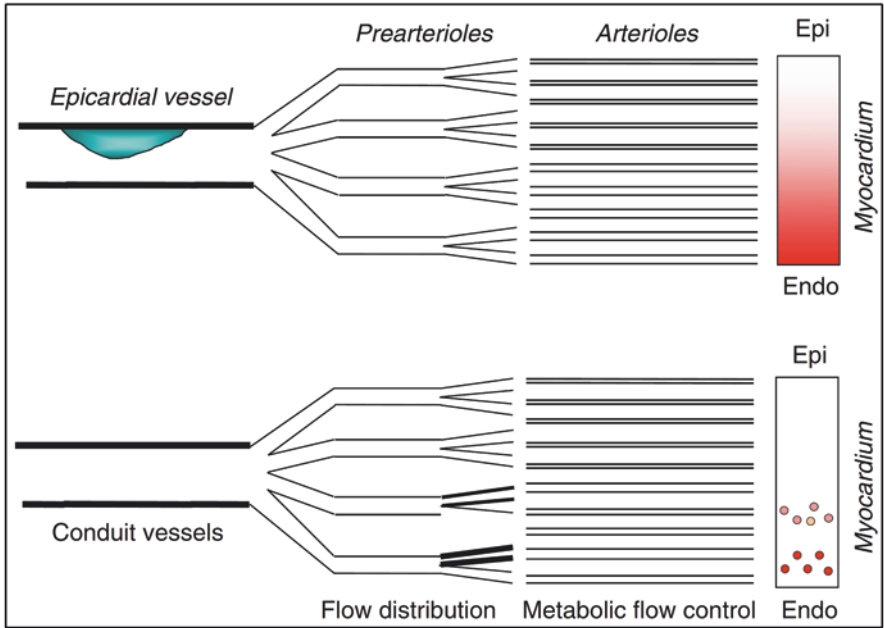 Prearterioles
Arterioles
Epi
Epicardial vessel
Myocardium
Endo
Epi
Conduit vessels
Myocardium
Flow distribution
Metabolic flow control
Endo